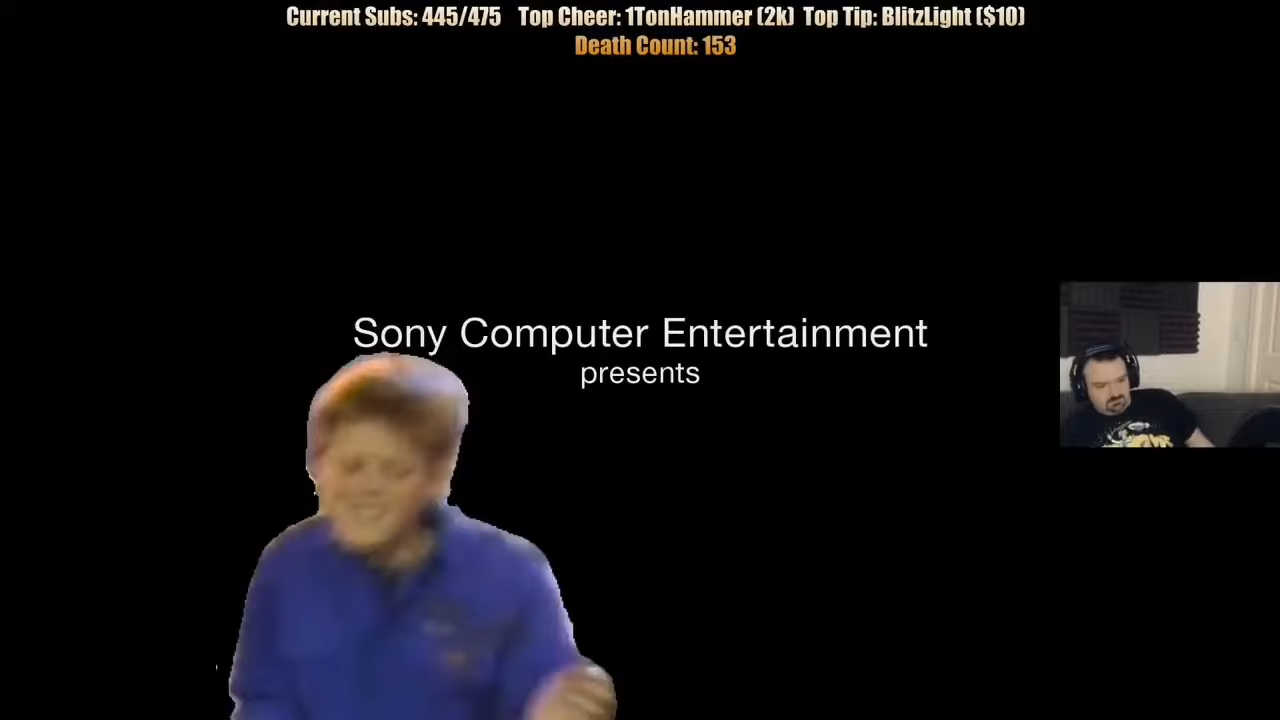 Current Subs: 445/475 Top Cheer: 1TonHammer (2k) Top Tip: BlitzLight ($10)
Death Count: 153
Sony Computer Entertainment
presents